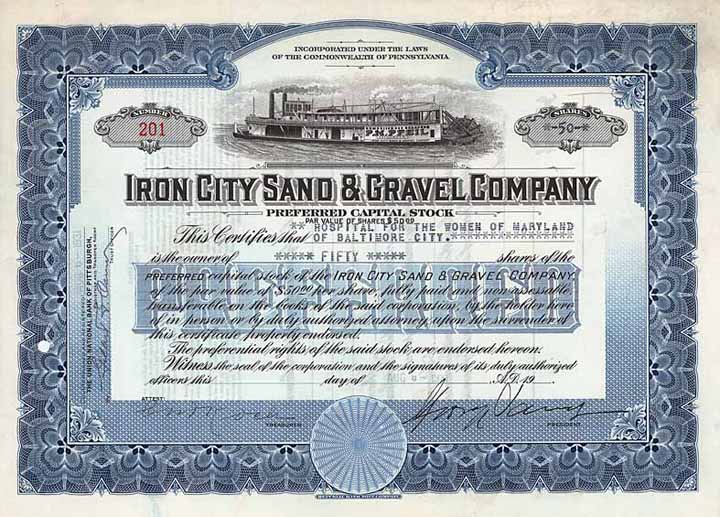 INCORPORATED UNDER THE LAWS
OF THE COMMONWEALTH OF PENNSYLVANIA
NUMBER
201
SHARES
-50-
IRON CITY SAND & GRAVEL COMPANY
PREFERRED CAPITAL STOCK
PAR VALUE OF SHARES $50.00
This Certifies that ** HOSPITAL FOR THE WOMEN OF MARYLAND
OF BALTIMORE CITY. **********
is the owner of ***** FIFTY ***** shares of the
PREFERRED capital stock of the IRON CITY SAND & GRAVEL COMPANY,
of the par value of $50.00 per share, fully paid and non-assessable,
transferable on the books of the said corporation, by the holder here
of in person or by duly authorized attorney, upon the surrender of
this certificate properly endorsed.
The preferential rights of the said stock are endorsed hereon.
Witness the seal of the corporation and the signatures of its duly authorized
officers this day of A.D. 19
ATTEST:
TREASURER
PRESIDENT
THE UNION NATIONAL BANK OF PITTSBURGH,